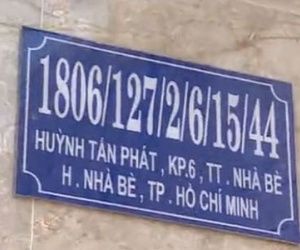 1806/127/2/6/15/44
HUỲNH TẤN PHÁT , KP.6 , TT . NHÀ BÈ
H . NHÀ BÈ , TP . HỒ CHÍ MINH